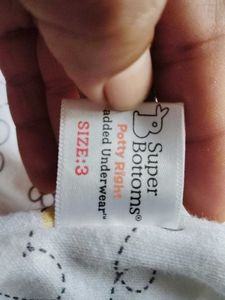 Super
Bottoms®
Potty Right
added Underwear™
SIZE:3